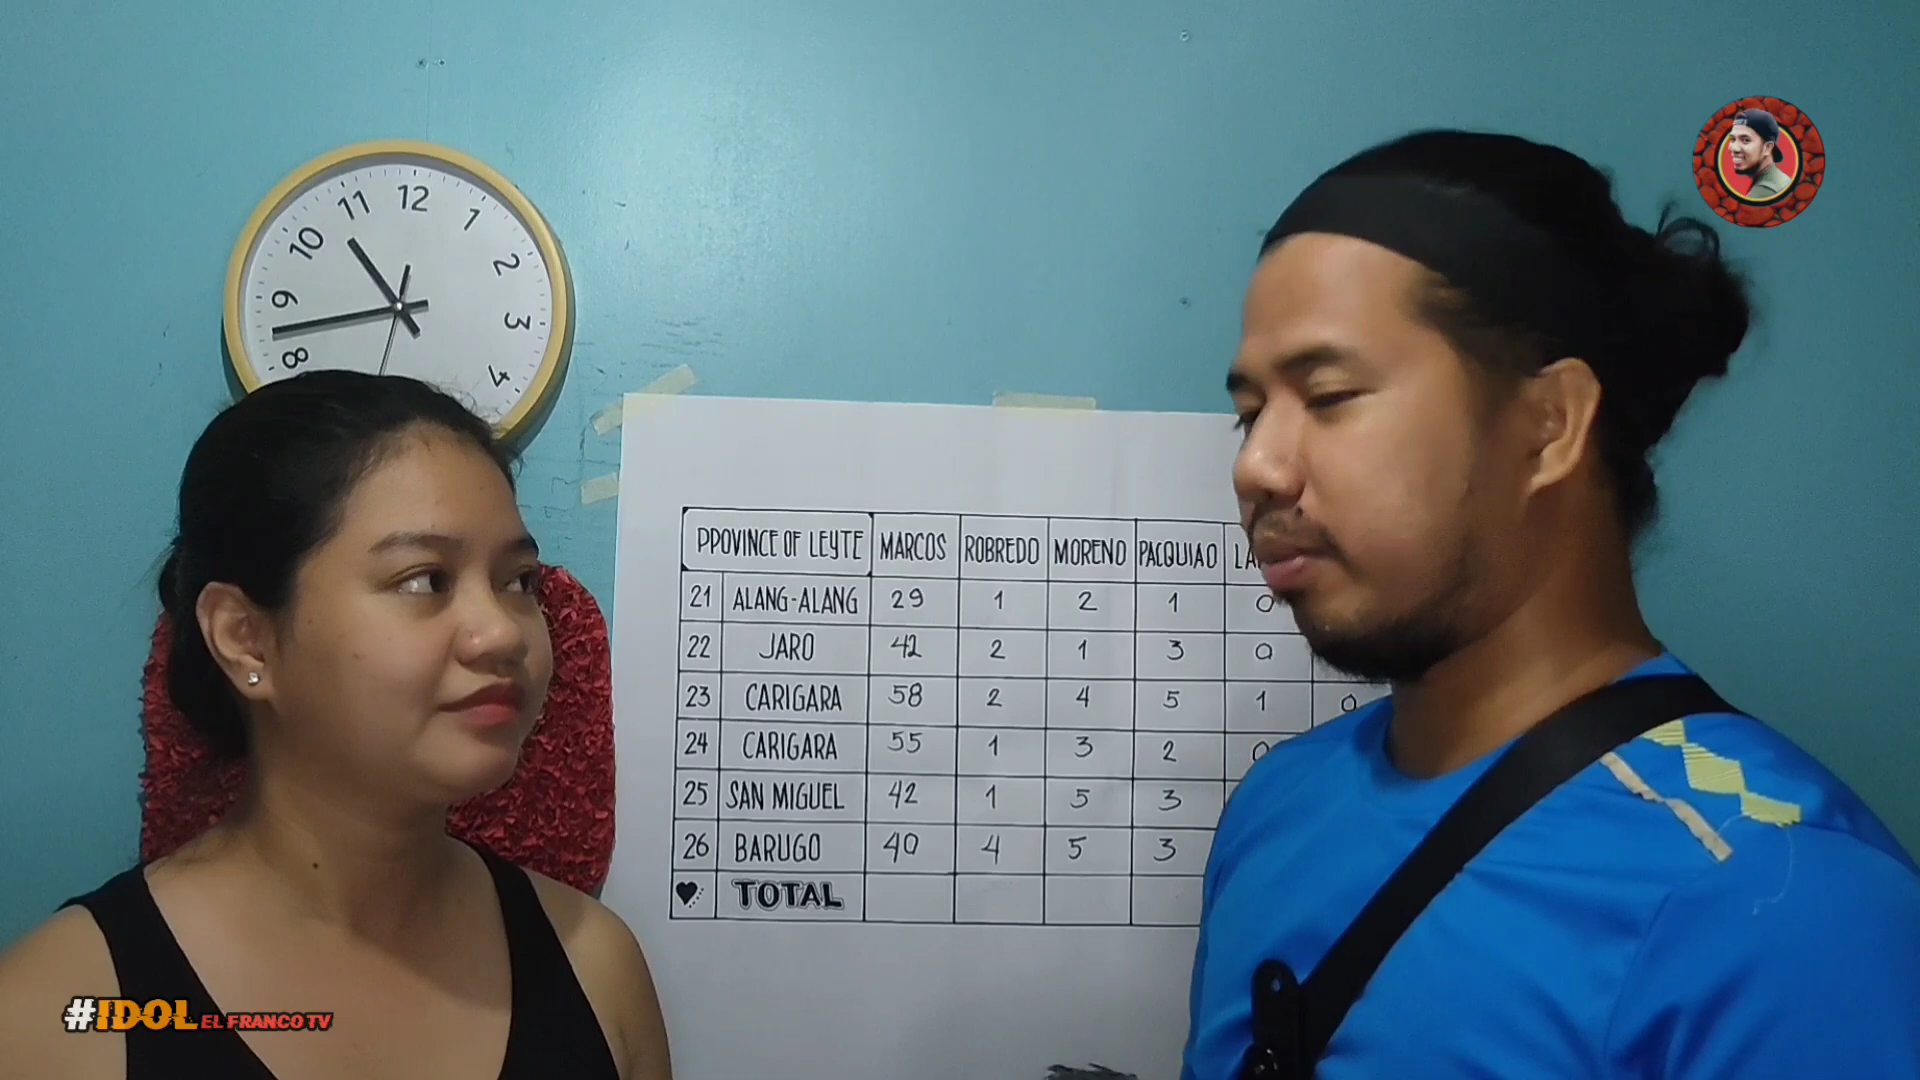 11 12 1
10 2
9 3
8 4
PPOVINCE OF LEYTE MARCOS ROBREDO MORENO PACQUIAO
21 ALANG-ALANG 29 1 2 1 0
22 JARO 42 2 1 3 0
23 CARIGARA 58 2 4 5 1 0
24 CARIGARA 55 1 3 2 0
25 SAN MIGUEL 42 1 5 3
26 BARUGO 40 4 5 3
TOTAL
#IDOL EL FRANCO TV